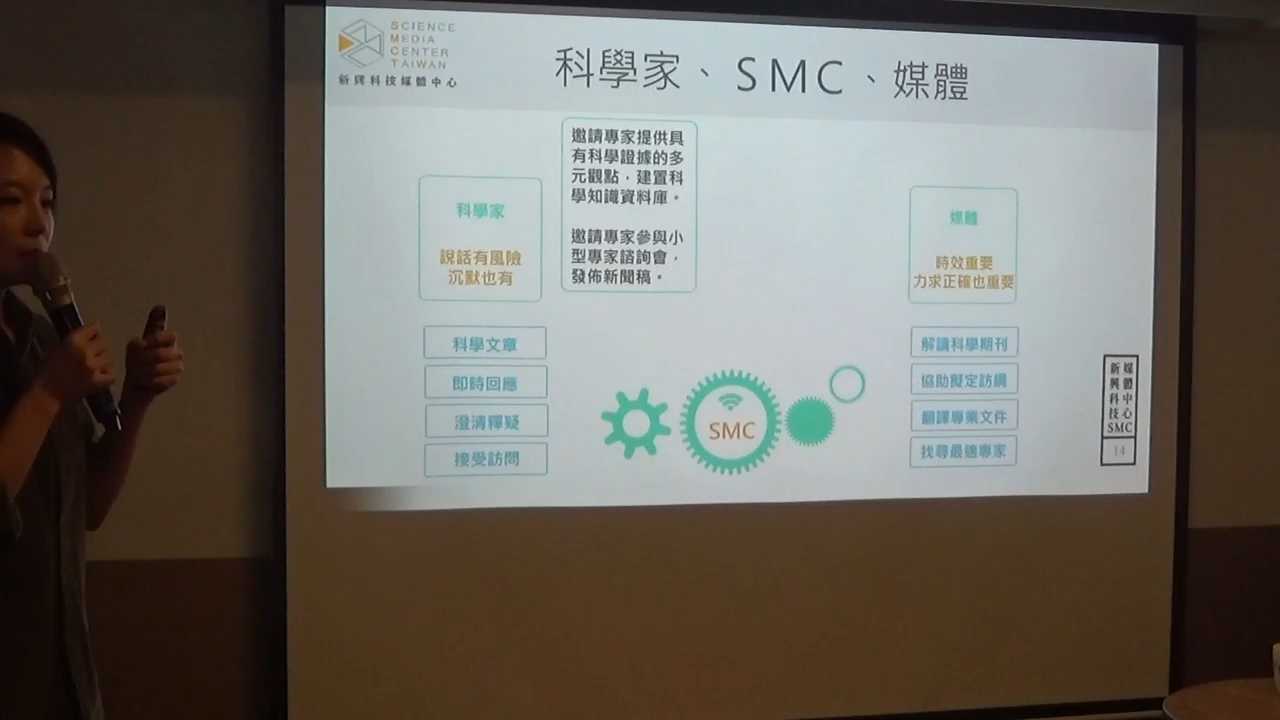 SCIENCE
MEDIA
CENTER
TAIWAN
新興科技媒體中心
科學家、SMC、媒體
邀請專家提供具
有科學證據的多
元觀點，建置科
學知識資料庫。
邀請專家參與小
型專家諮詢會，
發佈新聞稿。
科學家
說話有風險
沉默也有
科學文章
即時回應
澄清釋疑
接受訪問
SMC
媒體
時效重要
力求正確也重要
解讀科學期刊
協助擬定訪綱
翻譯專業文件
找尋最適專家
新興科技
媒體中心
SMC
14